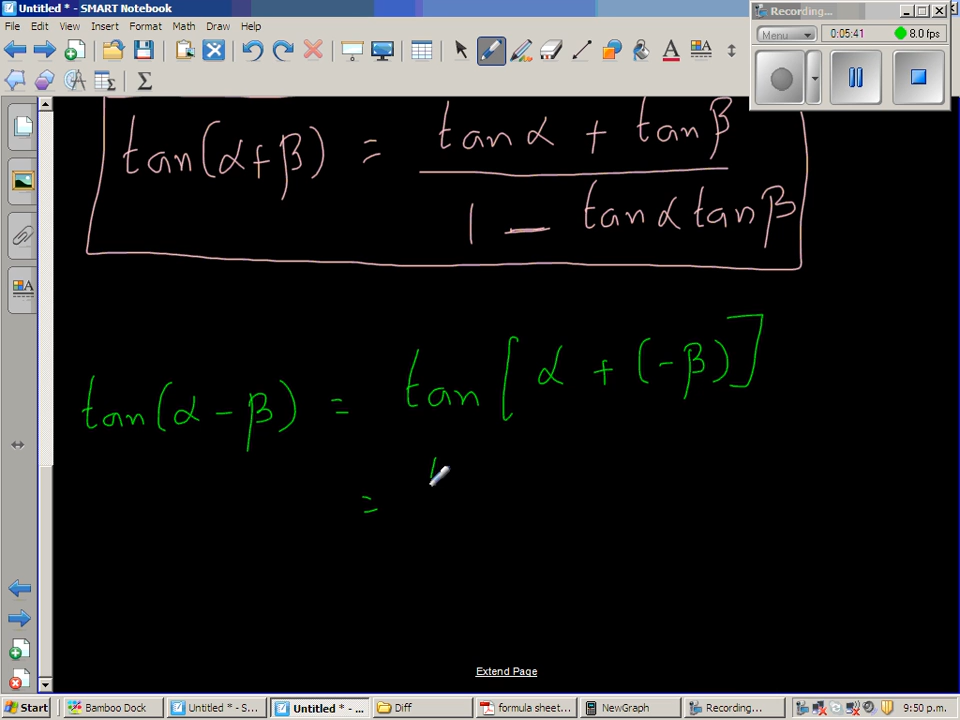 Untitled * - SMART Notebook
Recording...
File Edit View Insert Format Tools Draw Help
Menu 0:05:41 8.0 fps
tan(α+β) = tanα + tanβ
1 - tanα tanβ
tan(α - β) = tan[α + (-β)]
=
Extend Page
Start Bamboo Dock Untitled * - S... Untitled * - ... Diff formula sheet... NewGraph Recording... 9:50 p.m.